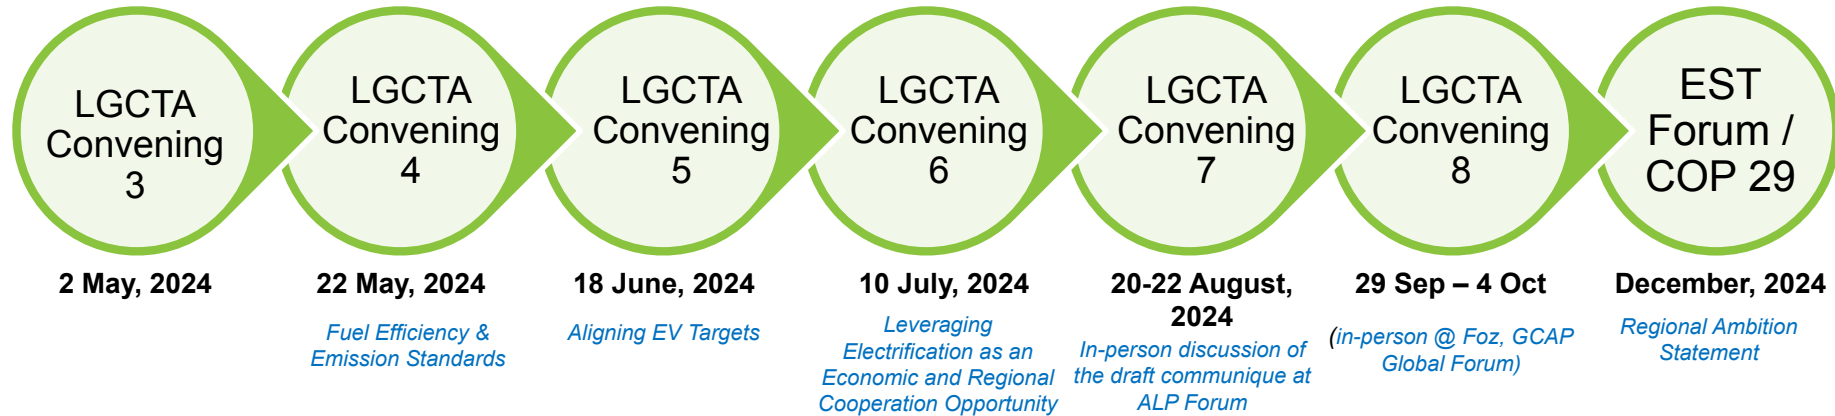 LGCTA
Convening
3
2 May, 2024
LGCTA
Convening
4
22 May, 2024
Fuel Efficiency &
Emission Standards
LGCTA
Convening
5
18 June, 2024
Aligning EV Targets
LGCTA
Convening
6
10 July, 2024
Leveraging
Electrification as an
Economic and Regional
Cooperation Opportunity
LGCTA
Convening
7
20-22 August,
2024
In-person discussion of
the draft communique at
ALP Forum
LGCTA
Convening
8
29 Sep – 4 Oct
(in-person @ Foz, GCAP
Global Forum)
EST
Forum /
COP 29
December, 2024
Regional Ambition
Statement